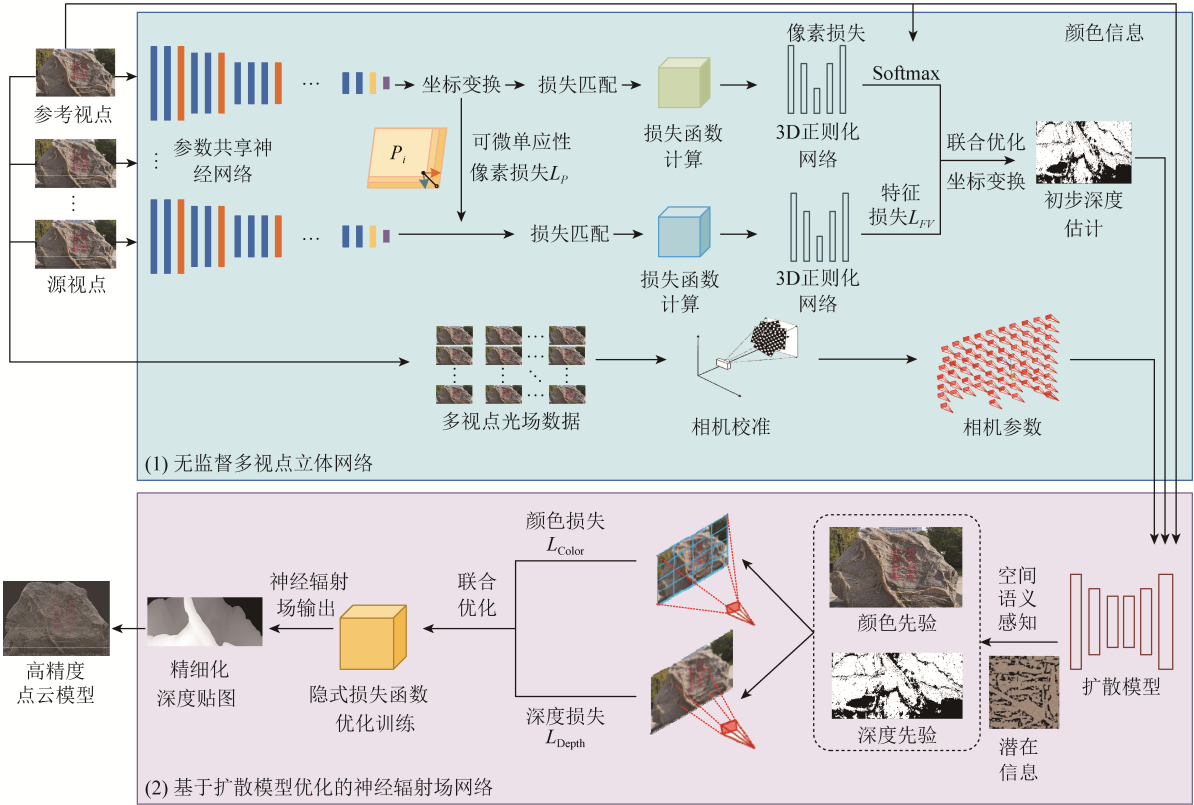 颜色信息
参考视点
源视点
参数共享神
经网络
坐标变换
损失匹配
损失函数
计算
像素损失
Softmax
3D正则化
网络
P_i
可微单应性
像素损失L_P
损失匹配
损失函数
计算
3D正则化
网络
特征
损失L_FV
联合优化
坐标变换
初步深度
估计
多视点光场数据
相机校准
相机参数
(1) 无监督多视点立体网络
扩散模型
空间
语义
感知
潜在
信息
颜色先验
深度先验
颜色损失
L_Color
深度损失
L_Depth
联合
优化
隐式损失函数
优化训练
神经辐射
场输出
精细化
深度贴图
高精度
点云模型
(2) 基于扩散模型优化的神经辐射场网络